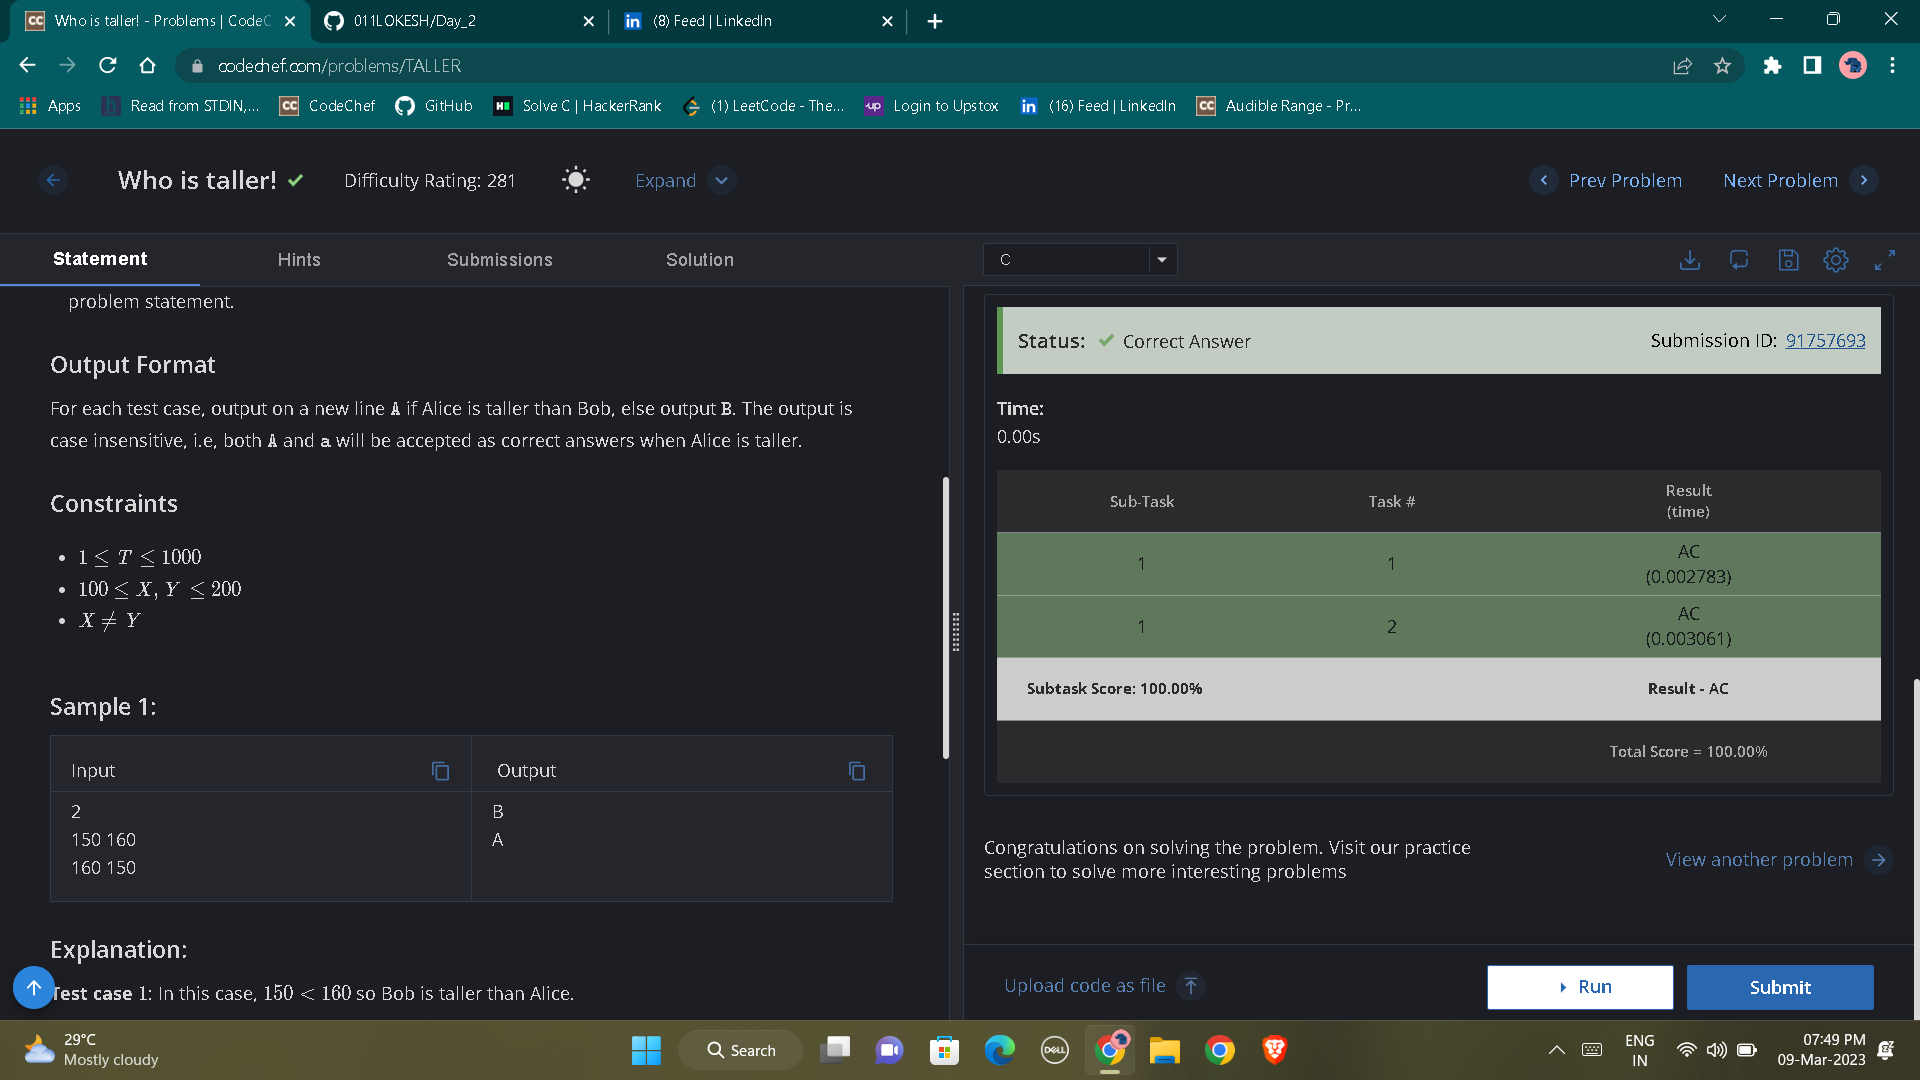 Who is taller! - Problems | CodeC
011LOKESH/Day_2
(8) Feed | LinkedIn
codechef.com/problems/TALLER
Apps
Read from STDIN,...
CodeChef
GitHub
Solve C | HackerRank
(1) LeetCode - The...
Login to Upstox
(16) Feed | LinkedIn
Audible Range - Pr...
Who is taller!
Difficulty Rating: 281
Expand
Prev Problem
Next Problem
Statement
Hints
Submissions
Solution
C
problem statement.
Output Format
For each test case, output on a new line A if Alice is taller than Bob, else output B. The output is
case insensitive, i.e, both A and a will be accepted as correct answers when Alice is taller.
Constraints
• 1 ≤ T ≤ 1000
• 100 ≤ X, Y ≤ 200
• X ≠ Y
Sample 1:
Input
Output
2
150 160
160 150
B
A
Explanation:
Test case 1: In this case, 150 < 160 so Bob is taller than Alice.
Status: Correct Answer
Submission ID: 91757693
Time:
0.00s
Sub-Task
Task #
Result
(time)
1
1
AC
(0.002783)
1
2
AC
(0.003061)
Subtask Score: 100.00%
Result - AC
Total Score = 100.00%
Congratulations on solving the problem. Visit our practice
section to solve more interesting problems
View another problem
Upload code as file
Run
Submit
29°C
Mostly cloudy
Search
DELL
ENG
IN
07:49 PM
09-Mar-2023